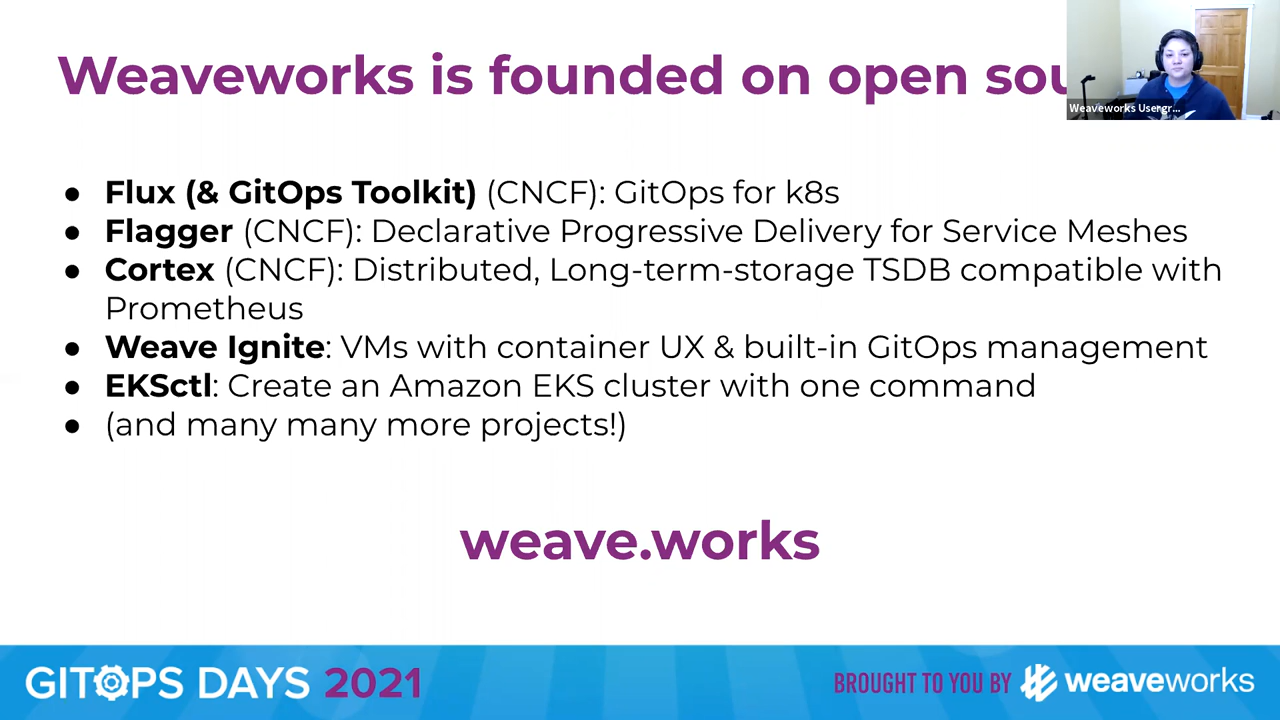 Weaveworks is founded on open sou
Weaveworks Usergr...
● Flux (& GitOps Toolkit) (CNCF): GitOps for k8s
● Flagger (CNCF): Declarative Progressive Delivery for Service Meshes
● Cortex (CNCF): Distributed, Long-term-storage TSDB compatible with
Prometheus
● Weave Ignite: VMs with container UX & built-in GitOps management
● EKSctl: Create an Amazon EKS cluster with one command
● (and many many more projects!)
weave.works
GITOPS DAYS 2021
BROUGHT TO YOU BY weaveworks